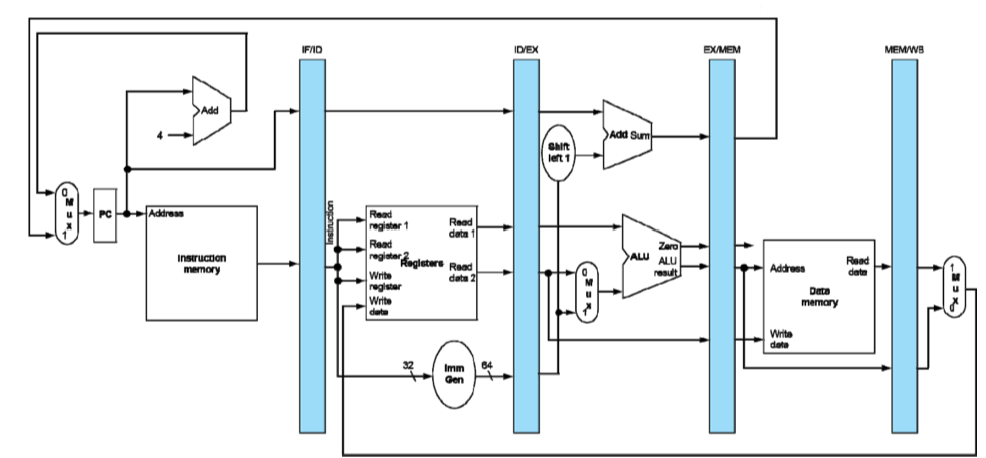 IF/ID
ID/EX
EX/MEM
MEM/WB
Add
4
Add Sum
Shift
left 1
0
M
u
x
1
PC
Address
Instruction
memory
Instruction
Read
register 1
Read
register 2
Write
register
Write
data
Registers
Read
data 1
Read
data 2
0
M
u
x
1
Zero
ALU
ALU
result
Address
Read
data
Data
memory
Write
data
1
M
u
x
0
32
Imm
Gen
64